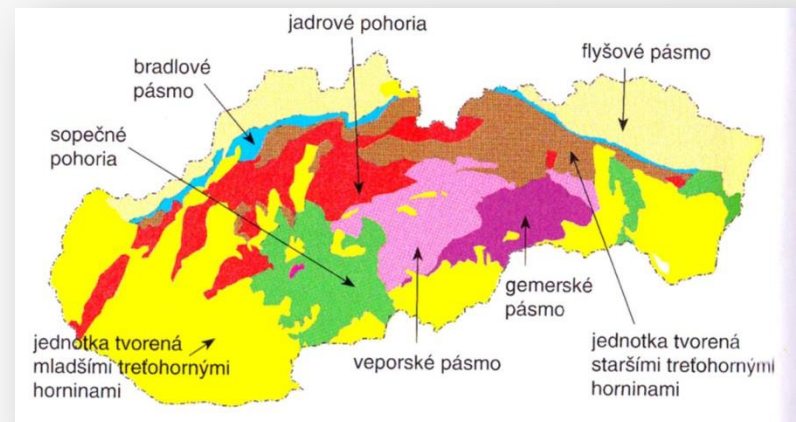 jadrové pohoria
flyšové pásmo
bradlové
pásmo
sopečné
pohoria
gemerské
pásmo
jednotka tvorená
mladšími treťohornými
horninami
veporské pásmo
jednotka tvorená
staršími treťohornými
horninami